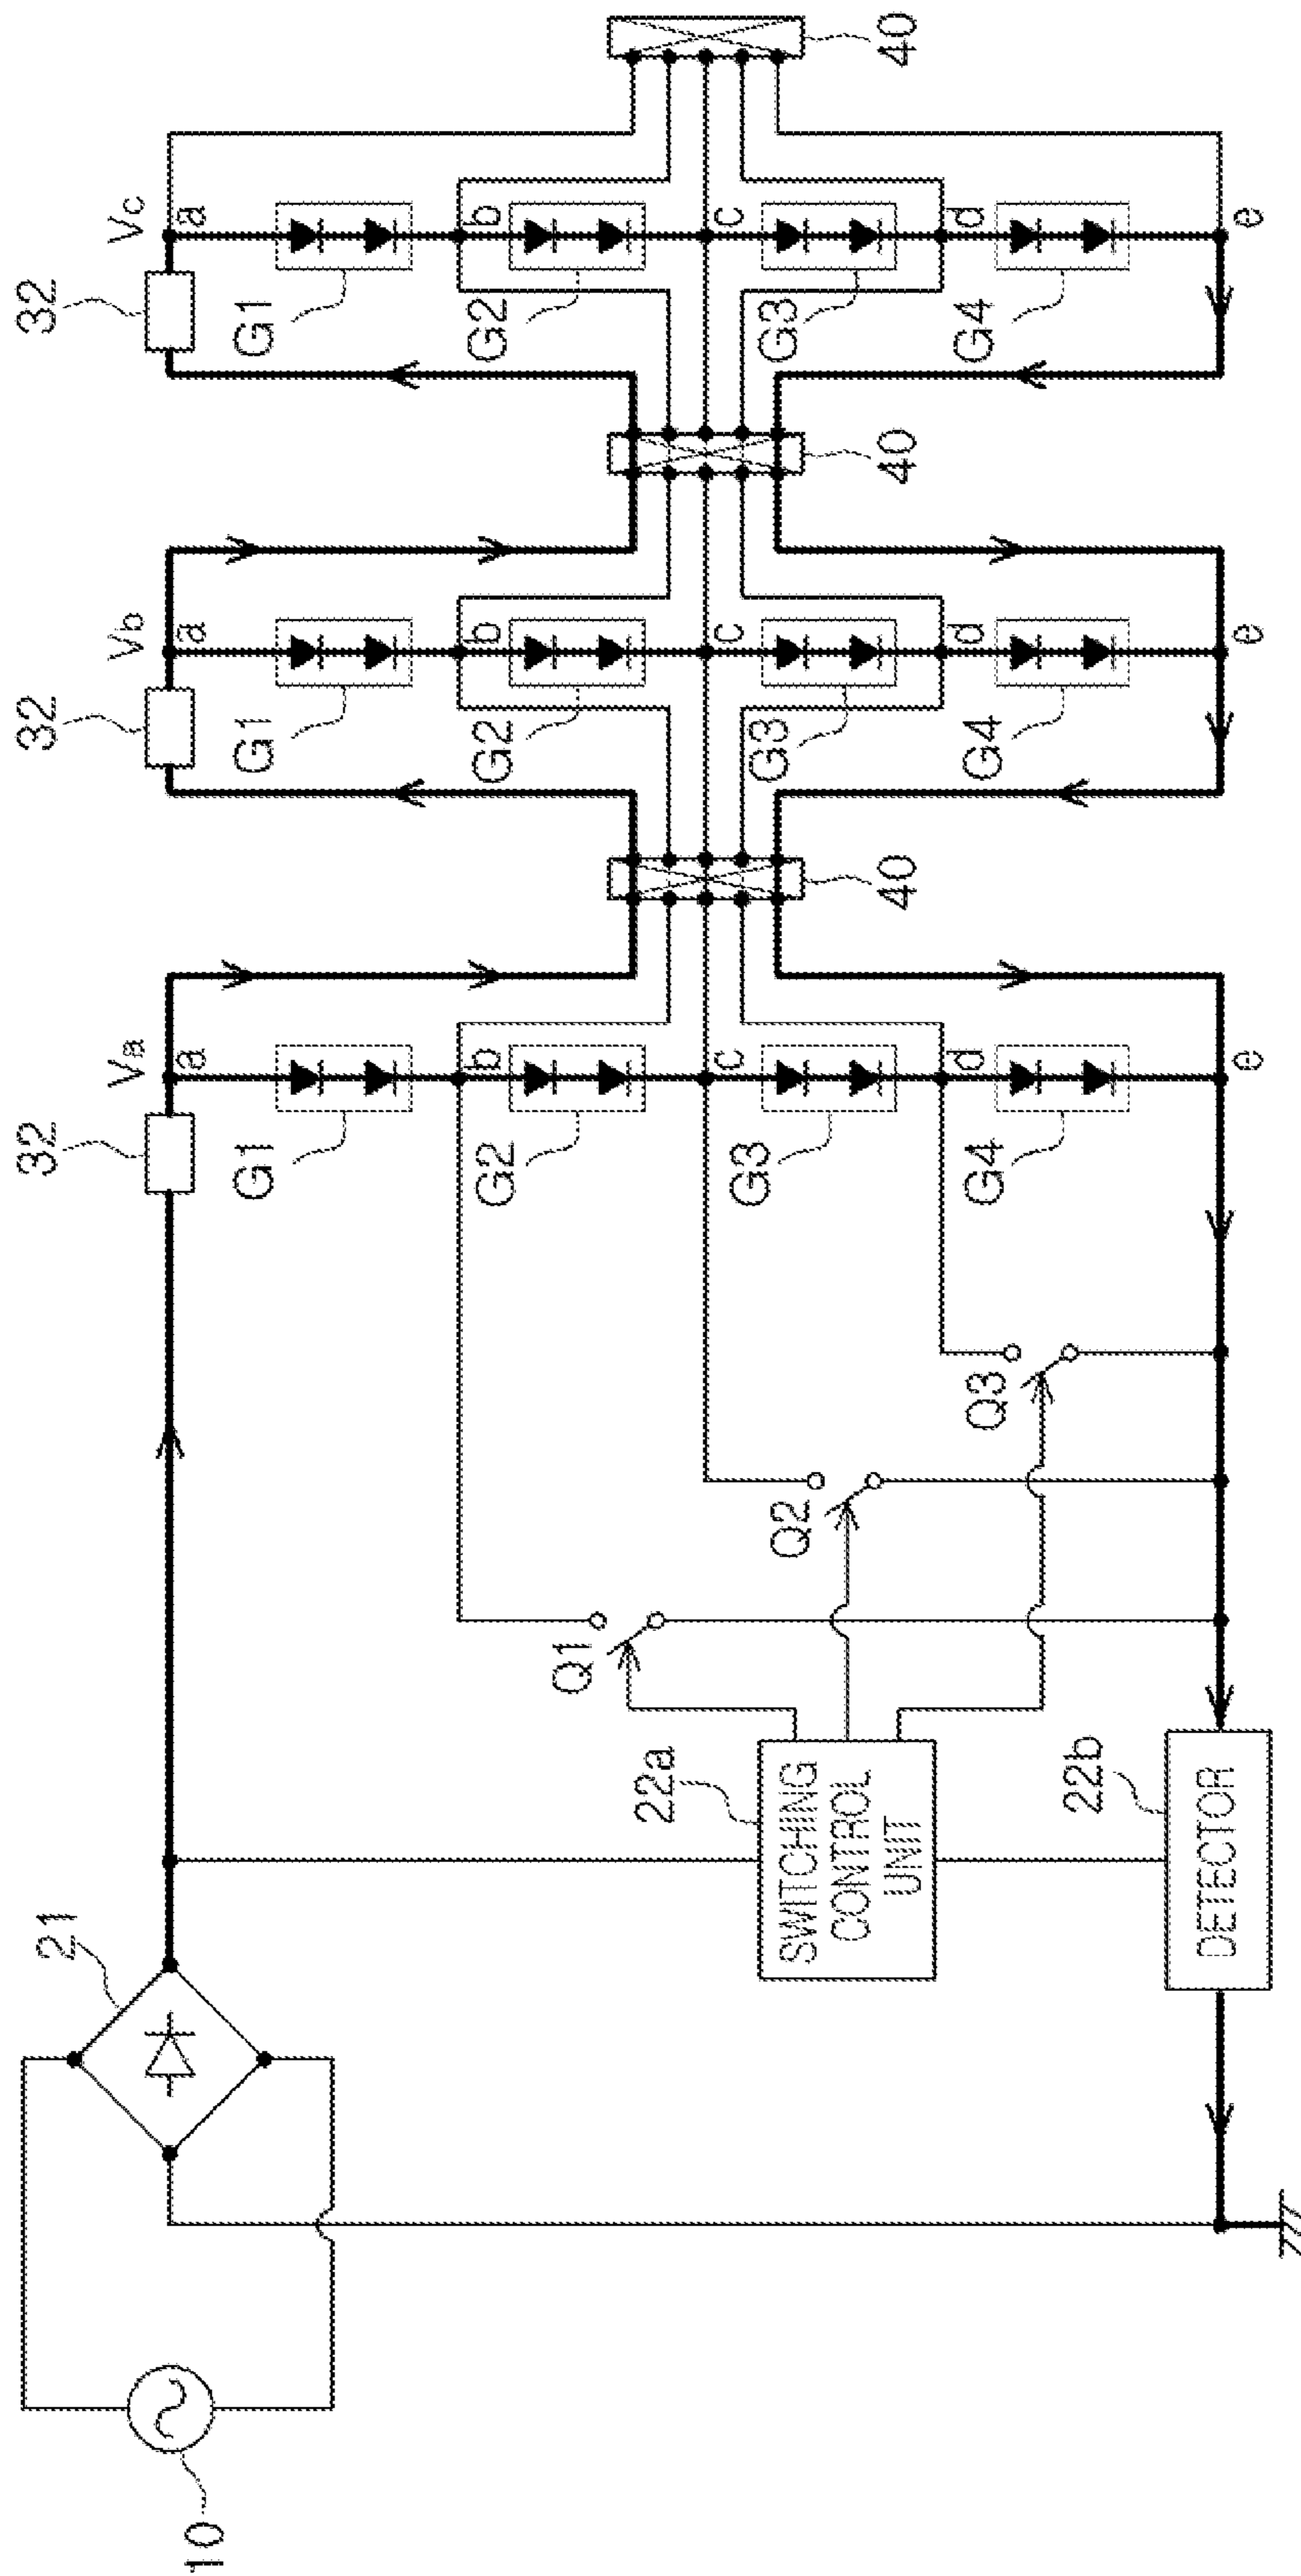 10
21
32
32
32
Va
Vb
Vc
a
a
a
G1
G1
G1
b
b
b
G2
G2
G2
40
40
40
c
c
c
G3
G3
G3
d
d
d
G4
G4
G4
e
e
e
Q1
Q2
Q3
22a
SWITCHING
CONTROL
UNIT
22b
DETECTOR